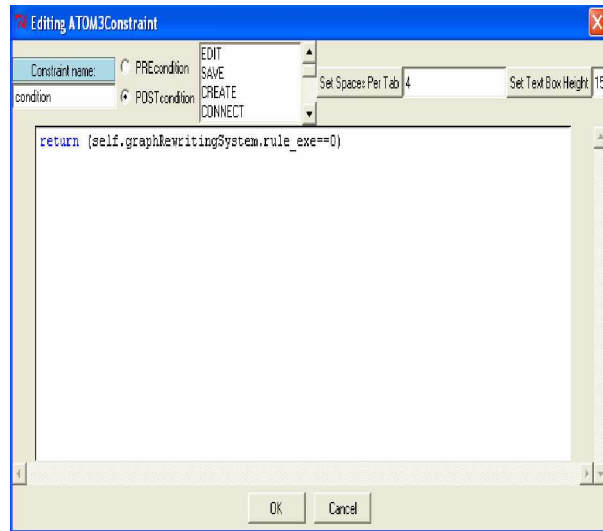 Editing ATOM3Constraint
Constraint name:
condition
PREcondition
POSTcondition
EDIT
SAVE
CREATE
CONNECT
Set Spaces Per Tab
4
Set Text Box Height
15
return (self.graphRewritingSystem.rule_exe==0)
OK
Cancel